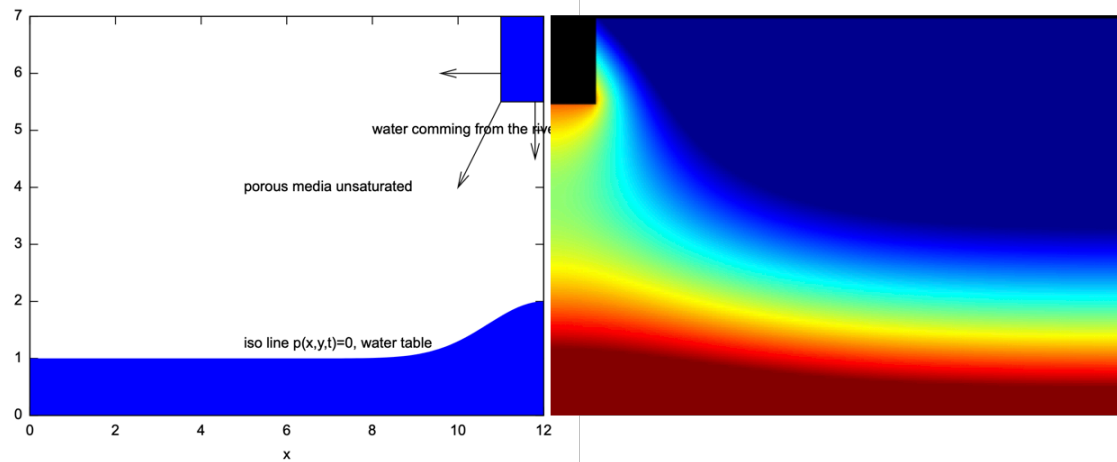 7
6
5
4
3
2
1
0
water comming from the rive
porous media unsaturated
iso line p(x,y,t)=0, water table
0 2 4 6 8 10 12
x